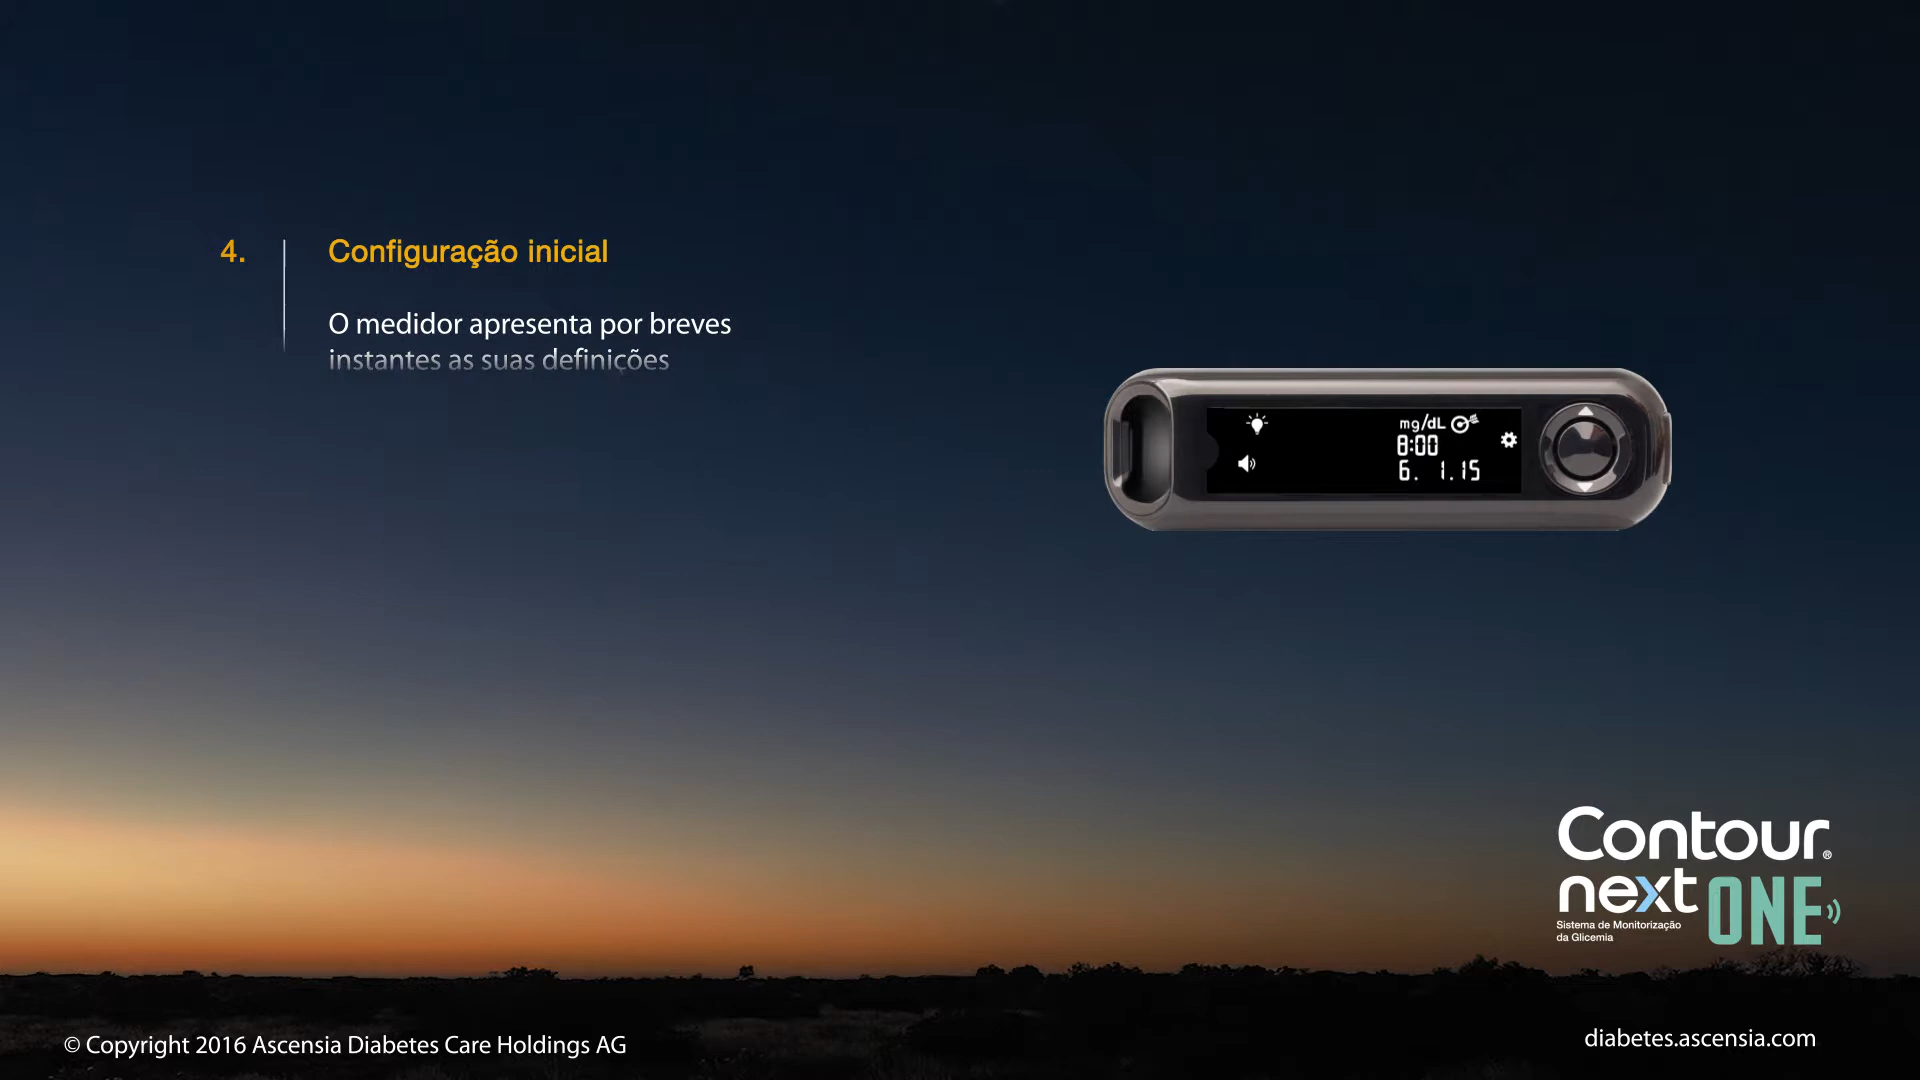 4.
Configuração inicial
O medidor apresenta por breves
instantes as suas definições
mg/dL
8:00
6. 1.15
Contour®
next ONE
Sistema de Monitorização
da Glicemia
© Copyright 2016 Ascensia Diabetes Care Holdings AG
diabetes.ascensia.com